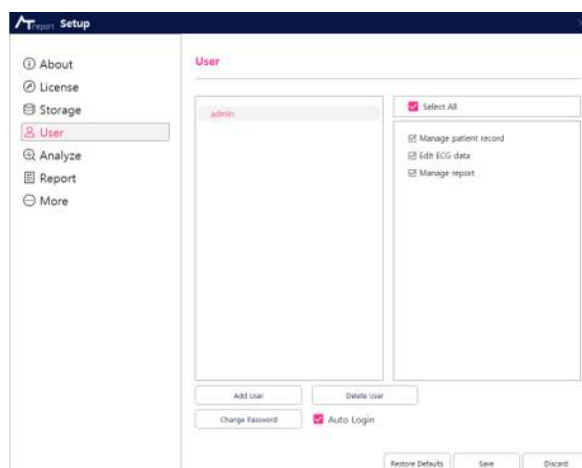 ATreport Setup
About
License
Storage
User
Analyze
Report
More
User
admin
Select All
Manage patient record
Edit ECG data
Manage report
Add User
Delete User
Change Password
Auto Login
Restore Defaults
Save
Discard